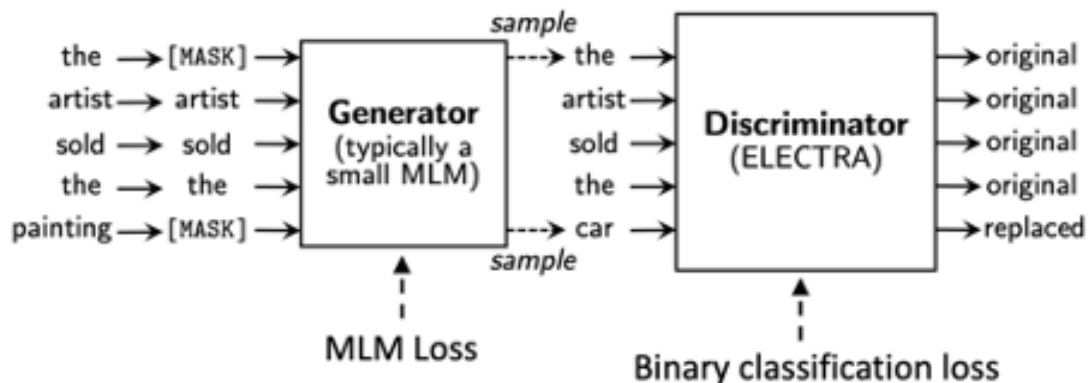 sample sample
the [MASK] the original
artist artist Generator artist Discriminator original
sold sold (typically a sold (ELECTRA) original
the the small MLM) the original
painting [MASK] car replaced
sample
MLM Loss
Binary classification loss